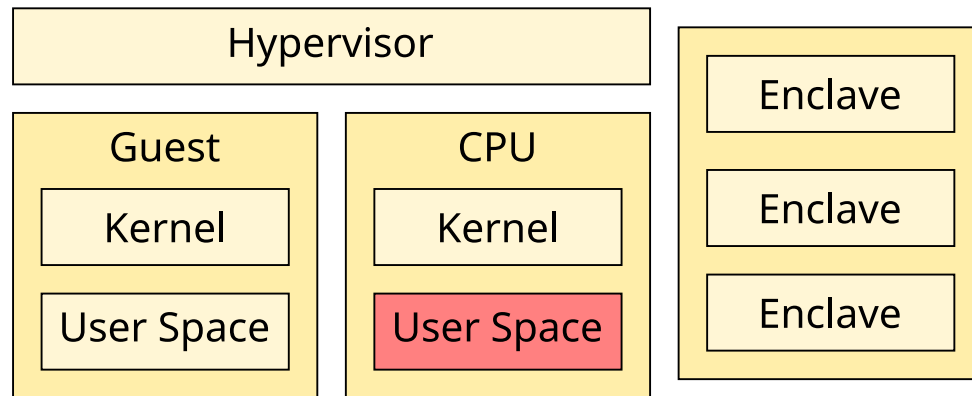 Hypervisor
Guest
Kernel
User Space
CPU
Kernel
User Space
Enclave
Enclave
Enclave